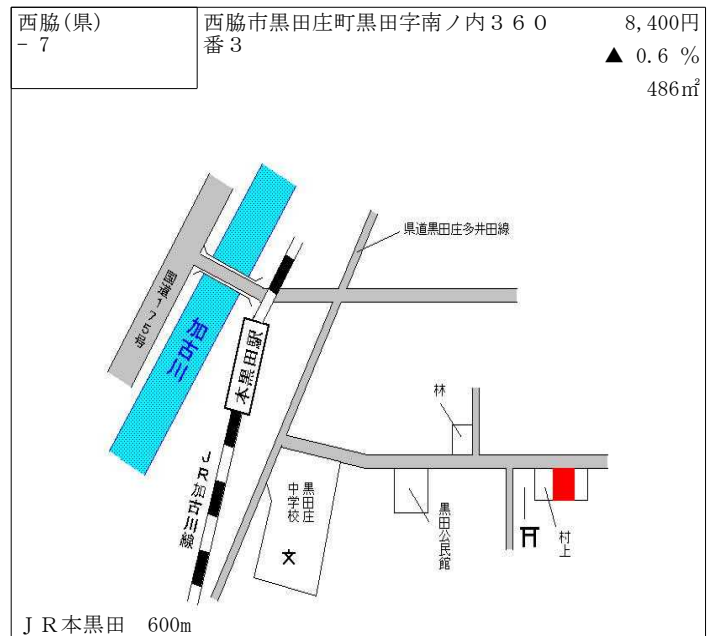 西脇(県)
－７
西脇市黒田庄町黒田字南ノ内３６０
番３
8,400円
▲ 0.6 %
486㎡
県道黒田庄多井田線
国道175号
加古川
本黒田駅
JR加古川線
林
黒田庄
中学校
文
黒田公民館
村上
ＪＲ本黒田　600m